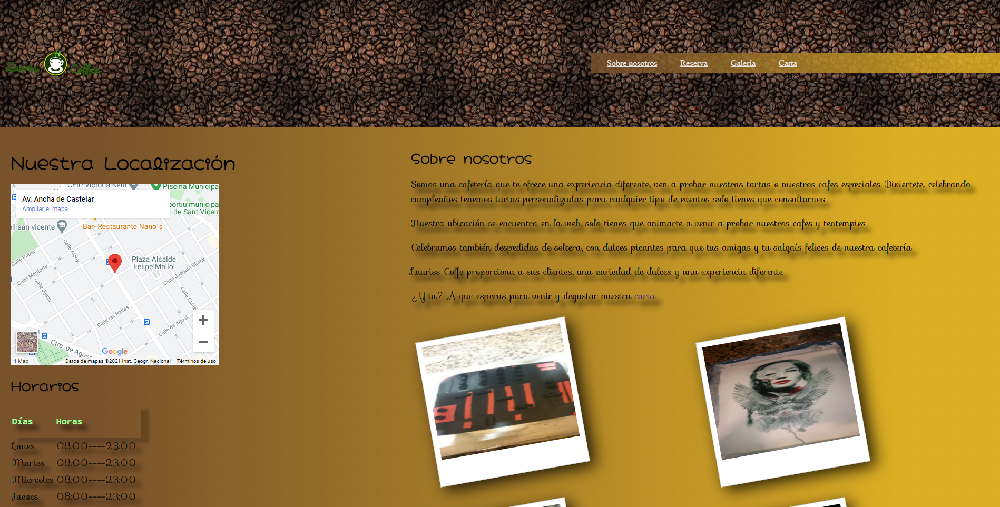 Lauriss Coffee
Sobre nosotros Reserva Galería Carta
Nuestra Localización
CEIP Victoria Kent
Piscina Municipa
Av. Ancha de Castelar
Ampliar el mapa
portiu municipa
de Sant Vicen
ell san vicente
Bar- Restaurante Nano´s
Calle Petrer
Calle Alcoy
Plaza Alcalde
Felipe Mallol
Calle Monforte
Calle Joaquín Blume
Calle Jijona
Calle Calde
Calle las Navas
Calle de Agost
Ctra. de Agost
Google
1 Map
Datos de mapas ©2021 Inst. Geogr. Nacional
Términos de uso
Horarios
Días Horas
Lunes 08:00----23:00
Martes 08:00----23:00
Miercoles 08:00----23:00
Jueves 08:00----23:00
Sobre nosotros
Somos una cafetería que te ofrece una experiencia diferente, ven a probar nuestras tartas o nuestros cafes especiales. Diviertete, celebrando
cumpleaños tenemos tartas personalizadas para cualquier tipo de eventos solo tienes que consultarnos
Nuestra ubicación se encuentra en la web, solo tienes que animarte a venir a probar nuestros cafes y tentempies
Celebramos también despedidas de soltera, con dulces picantes para que tus amigas y tu salgaís felices de nuestra cafetería
Lauriss Coffe proporciona a sus clientes, una variedad de dulces y una experiencia diferente
¿Y tu? A que esperas para venir y degustar nuestra carta